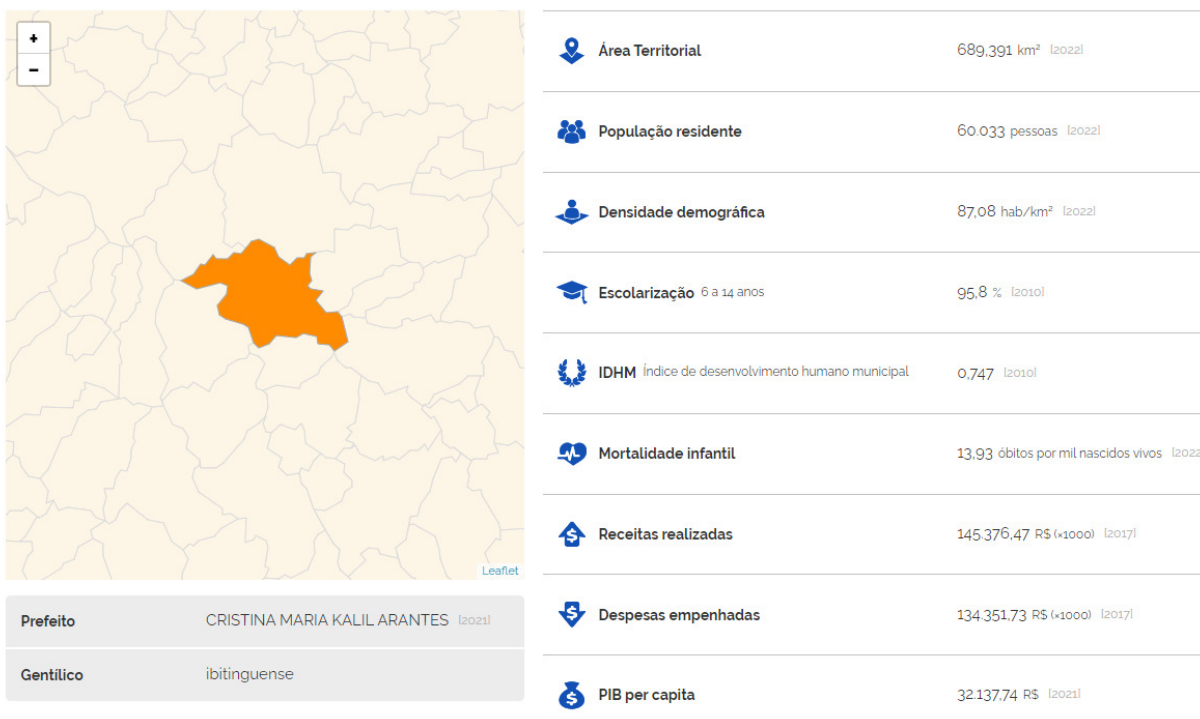 +
−
Leaflet
Prefeito CRISTINA MARIA KALIL ARANTES [2021]
Gentílico ibitinguense
Área Territorial 689,391 km² [2022]
População residente 60.033 pessoas [2022]
Densidade demográfica 87,08 hab/km² [2022]
Escolarização 6 a 14 anos 95,8 % [2010]
IDHM Índice de desenvolvimento humano municipal 0,747 [2010]
Mortalidade infantil 13,93 óbitos por mil nascidos vivos [2022
Receitas realizadas 145.376,47 R$ (×1000) [2017]
Despesas empenhadas 134.351,73 R$ (×1000) [2017]
PIB per capita 32.137,74 R$ [2021]